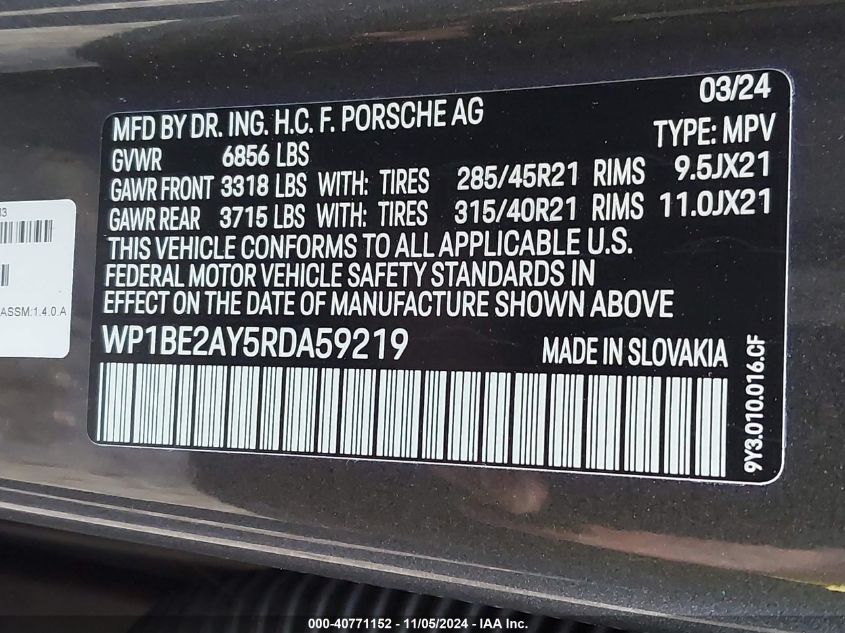 03/24
MFD BY DR. ING. H.C. F. PORSCHE AG
TYPE: MPV
GVWR 6856 LBS
GAWR FRONT 3318 LBS WITH: TIRES 285/45R21 RIMS 9.5JX21
GAWR REAR 3715 LBS WITH: TIRES 315/40R21 RIMS 11.0JX21
THIS VEHICLE CONFORMS TO ALL APPLICABLE U.S.
FEDERAL MOTOR VEHICLE SAFETY STANDARDS IN
EFFECT ON THE DATE OF MANUFACTURE SHOWN ABOVE
WP1BE2AY5RDA59219 MADE IN SLOVAKIA
9Y3.010.016.CF
ASSM:1.4.0.A
000-40771152 - 11/05/2024 - IAA Inc.